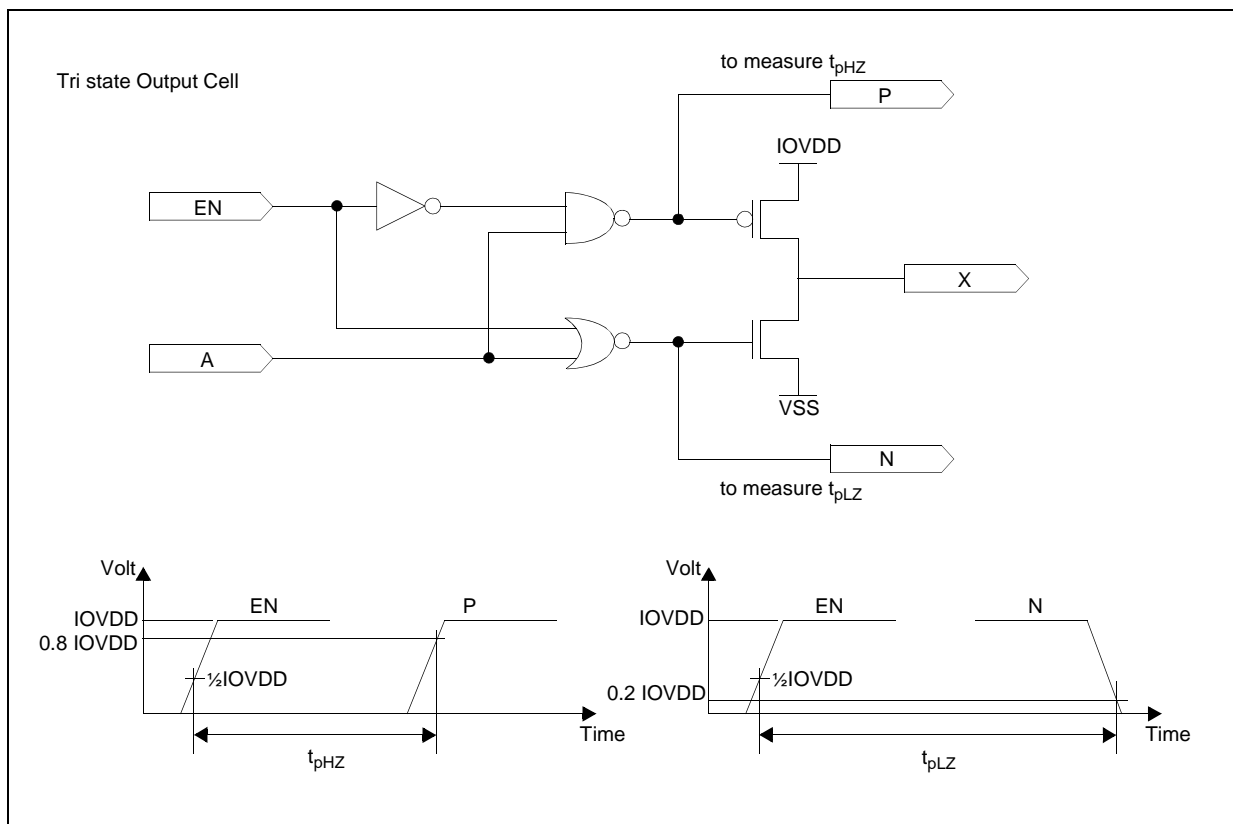 Tri state Output Cell
to measure tpHZ
P
IOVDD
EN
X
A
VSS
N
to measure tpLZ
Volt
IOVDD
EN
P
0.8 IOVDD
½IOVDD
Time
tpHZ
Volt
IOVDD
EN
N
½IOVDD
0.2 IOVDD
Time
tpLZ